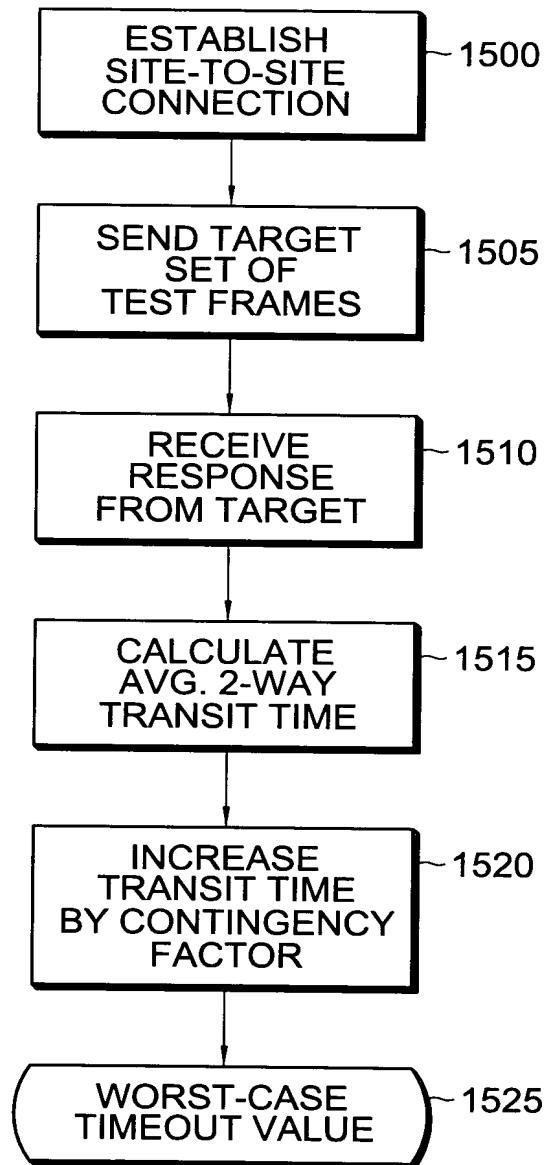 ESTABLISH
SITE-TO-SITE
CONNECTION
1500
SEND TARGET
SET OF
TEST FRAMES
1505
RECEIVE
RESPONSE
FROM TARGET
1510
CALCULATE
AVG. 2-WAY
TRANSIT TIME
1515
INCREASE
TRANSIT TIME
BY CONTINGENCY
FACTOR
1520
WORST-CASE
TIMEOUT VALUE
1525